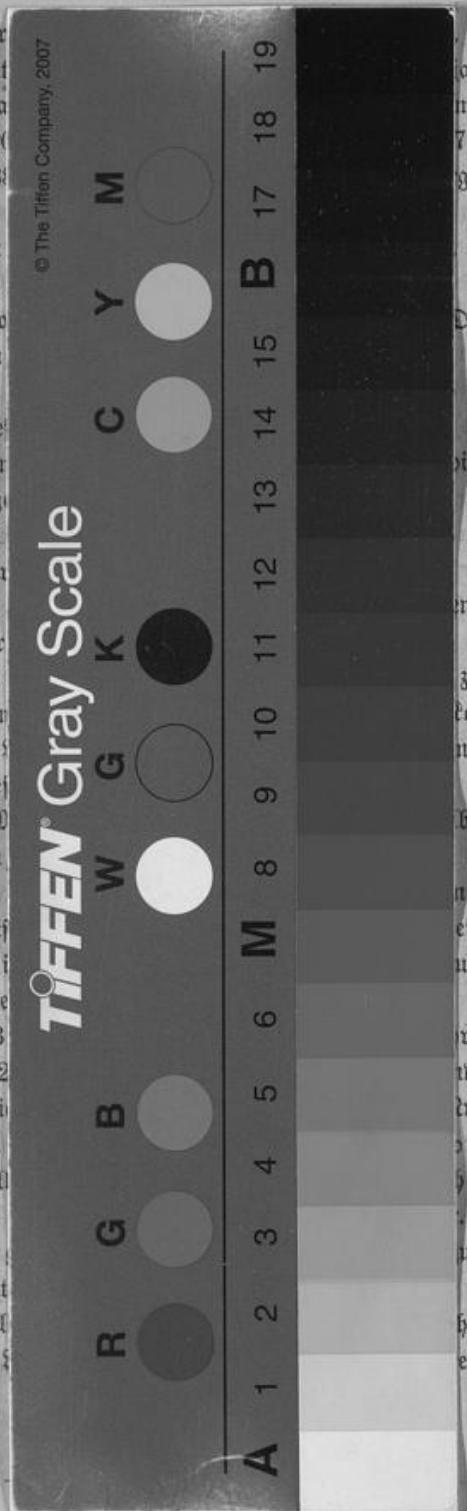 © The Tiffen Company, 2007
TIFFEN® Gray Scale
R G B W G K C Y M
A 1 2 3 4 5 6 M 8 9 10 11 12 13 14 15 B 17 18 19